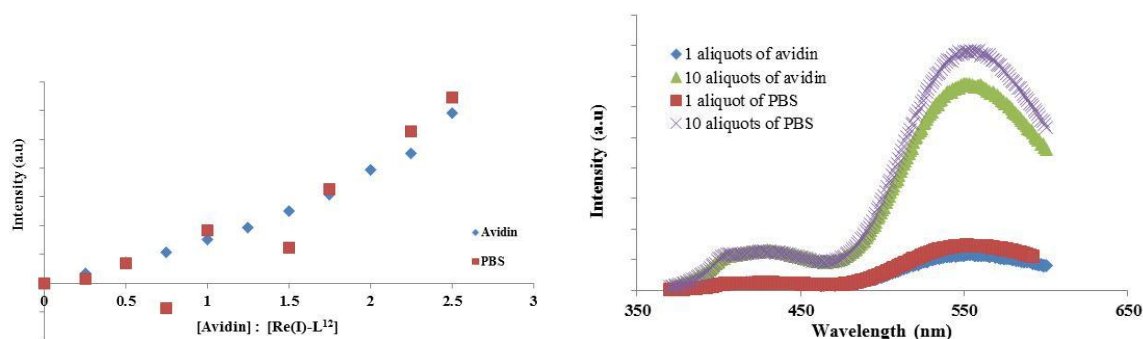 Intensity (a.u)
0
0.5
1
1.5
2
2.5
3
[Avidin] : [Re(I)-L¹²]
Avidin
PBS
Intensity (a.u)
1 aliquots of avidin
10 aliquots of avidin
1 aliquot of PBS
10 aliquots of PBS
350
450
550
650
Wavelength (nm)